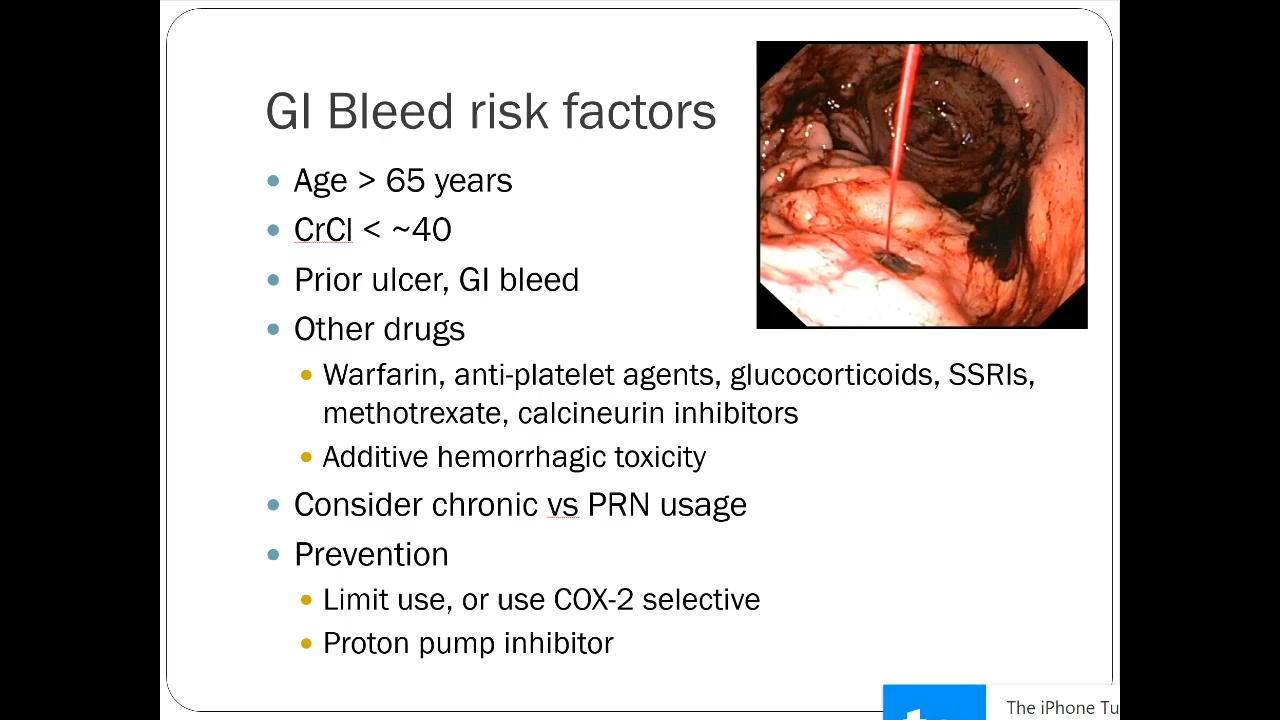 GI Bleed risk factors
Age > 65 years
CrCl < ~40
Prior ulcer, GI bleed
Other drugs
Warfarin, anti-platelet agents, glucocorticoids, SSRIs,
methotrexate, calcineurin inhibitors
Additive hemorrhagic toxicity
Consider chronic vs PRN usage
Prevention
Limit use, or use COX-2 selective
Proton pump inhibitor
The iPhone Tu